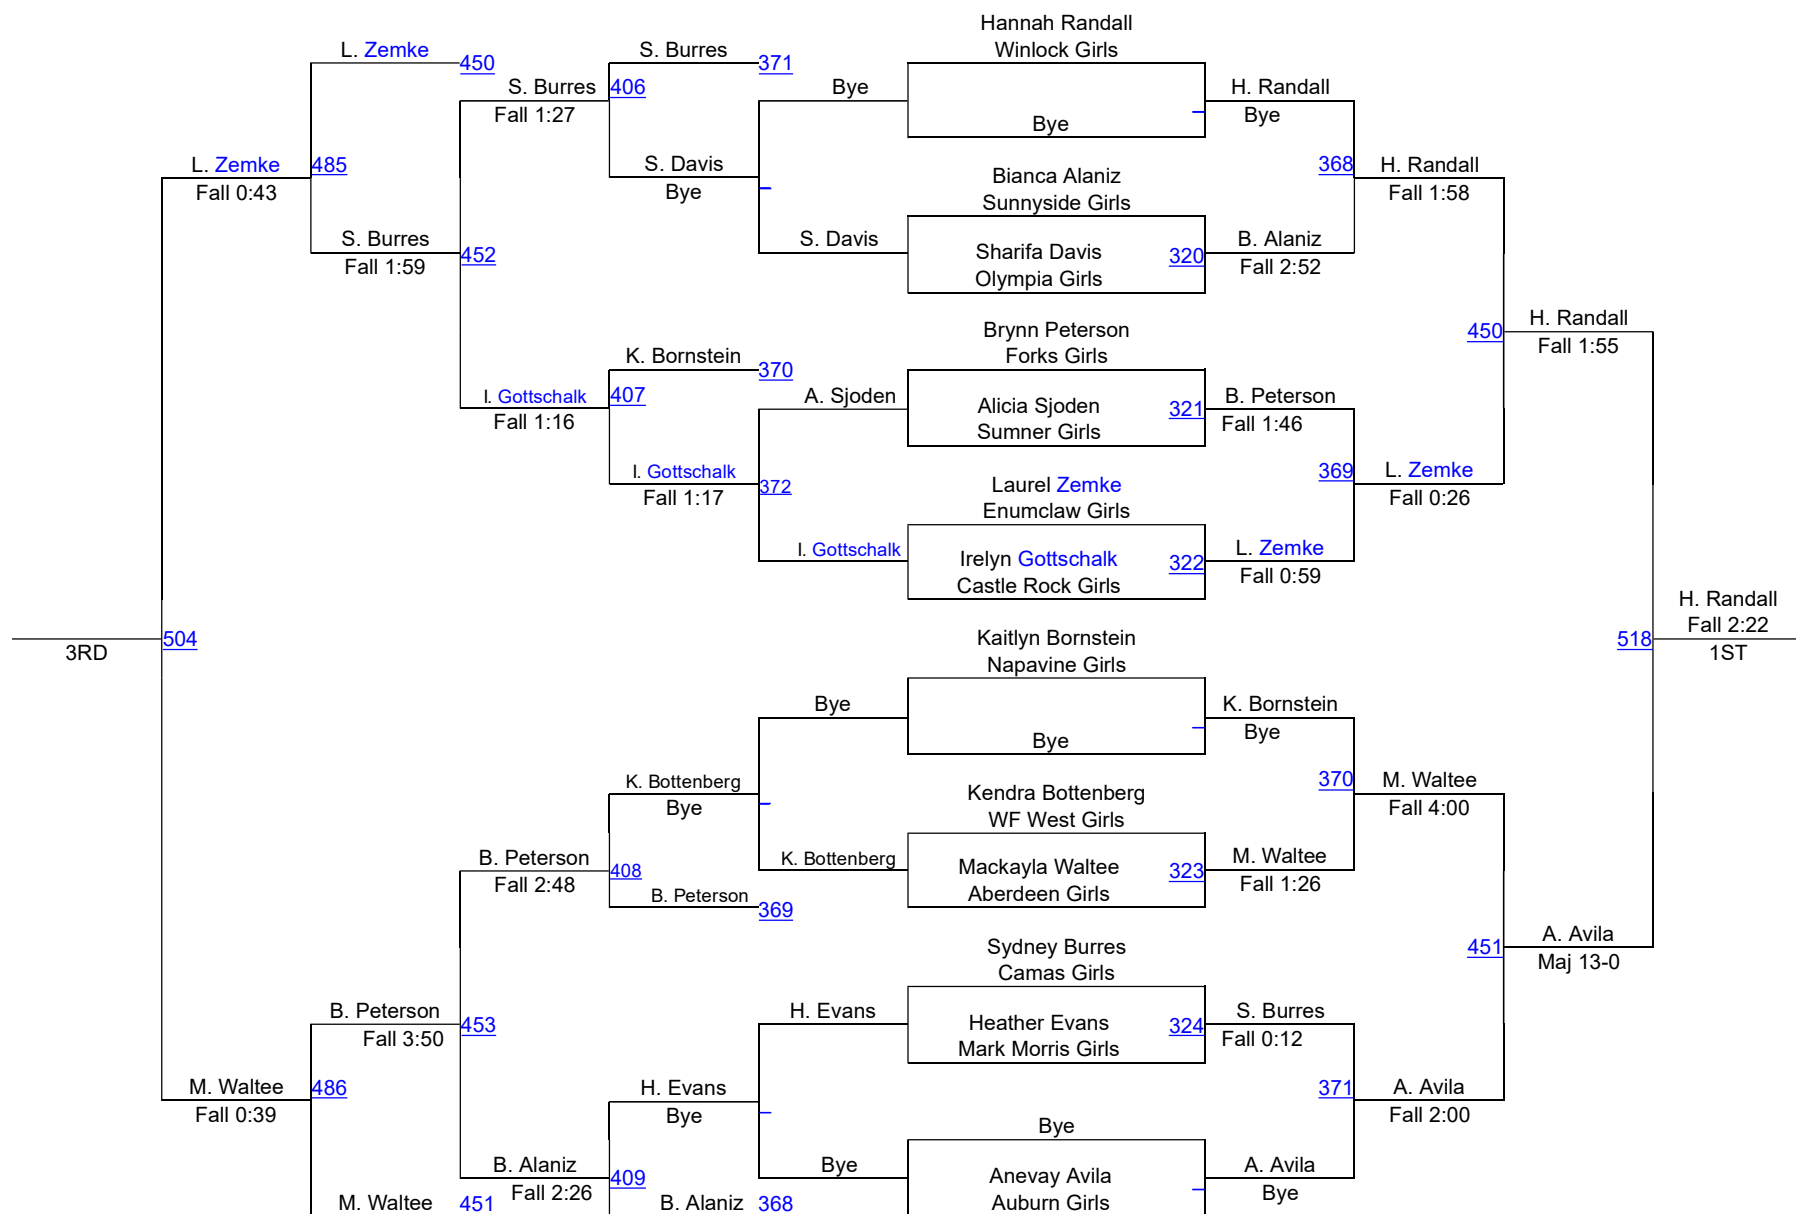 Hannah Randall
L. Zemke
S. Burres
Winlock Girls
450
371
S. Burres
406
Bye
H. Randall
Fall 1:27
Bye
Bye
L. Zemke
485
S. Davis
368
H. Randall
Fall 0:43
Bye
Bianca Alaniz
Fall 1:58
Sunnyside Girls
S. Burres
452
S. Davis
Sharifa Davis
320
B. Alaniz
Fall 1:59
Olympia Girls
Fall 2:52
Brynn Peterson
450
H. Randall
K. Bornstein
370
Forks Girls
Fall 1:55
I. Gottschalk
407
A. Sjoden
Alicia Sjoden
321
B. Peterson
Fall 1:16
Sumner Girls
Fall 1:46
I. Gottschalk
372
369
L. Zemke
Fall 1:17
Laurel Zemke
Fall 0:26
Enumclaw Girls
I. Gottschalk
Irelyn Gottschalk
322
L. Zemke
Castle Rock Girls
Fall 0:59
H. Randall
Fall 2:22
504
Kaitlyn Bornstein
518
3RD
Napavine Girls
1ST
Bye
K. Bornstein
Bye
Bye
K. Bottenberg
370
M. Waltee
Bye
Kendra Bottenberg
Fall 4:00
WF West Girls
B. Peterson
408
K. Bottenberg
Mackayla Waltee
323
M. Waltee
Fall 2:48
B. Peterson
369
Aberdeen Girls
Fall 1:26
Sydney Burres
451
A. Avila
Camas Girls
Maj 13-0
B. Peterson
453
H. Evans
Heather Evans
324
S. Burres
Fall 3:50
Mark Morris Girls
Fall 0:12
M. Waltee
486
H. Evans
371
A. Avila
Fall 0:39
Bye
Bye
Fall 2:00
B. Alaniz
409
Bye
Anevay Avila
A. Avila
Fall 2:26
Auburn Girls
Bye
M. Waltee
451
B. Alaniz
368